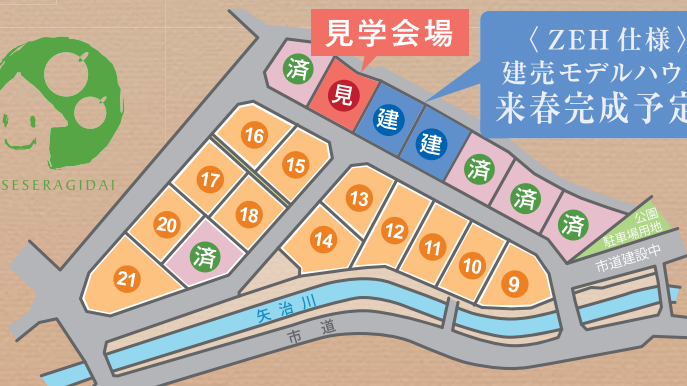 見学会場
〈ZEH仕様〉
建売モデルハウ
来春完成予定
済
見
建
建
済
済
済
16
15
17
18
20
済
21
13
14
12
11
10
9
公園
駐車場用地
市道建設中
矢治川
市道
SESERAGIDAI